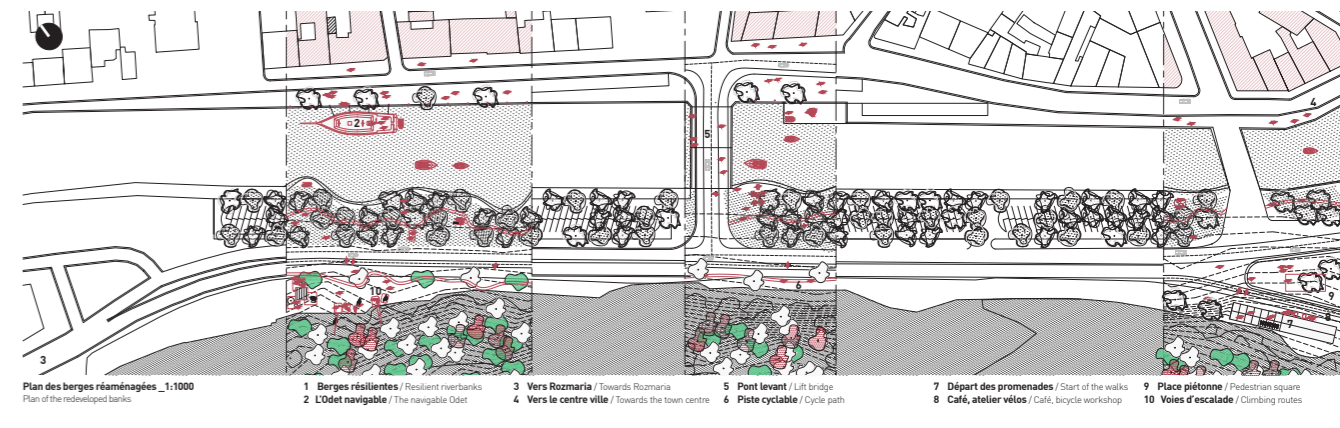 2
5
4
10
6
9
8
7
3
Plan des berges réaménagées _1:1000
Plan of the redeveloped banks
1 Berges résilientes / Resilient riverbanks
2 L'Odet navigable / The navigable Odet
3 Vers Rozmaria / Towards Rozmaria
4 Vers le centre ville / Towards the town centre
5 Pont levant / Lift bridge
6 Piste cyclable / Cycle path
7 Départ des promenades / Start of the walks
8 Café, atelier vélos / Café, bicycle workshop
9 Place piétonne / Pedestrian square
10 Voies d'escalade / Climbing routes